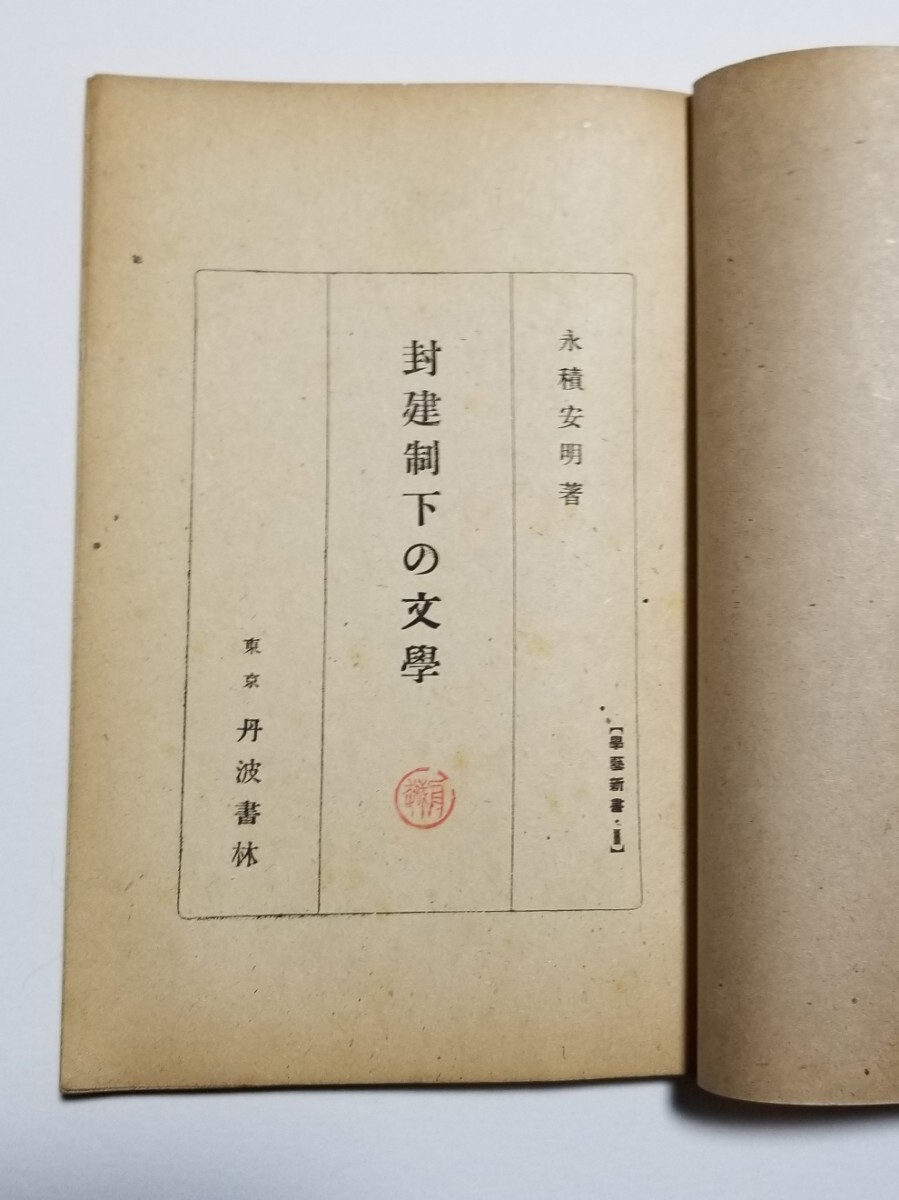 永積安明著
【學藝新書・Ⅲ】
封建制下の文學
東京 丹波書林